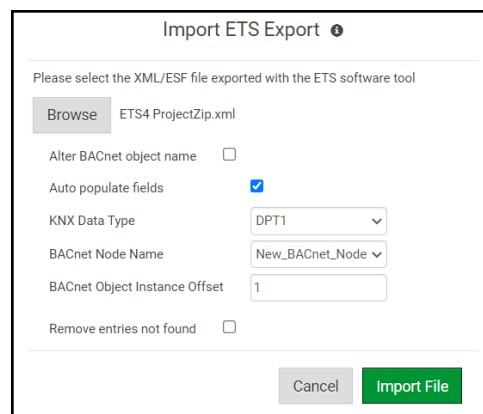 Import ETS Export
Please select the XML/ESF file exported with the ETS software tool
Browse ETS4 ProjectZip.xml
Alter BACnet object name
Auto populate fields
KNX Data Type DPT1
BACnet Node Name New_BACnet_Node
BACnet Object Instance Offset 1
Remove entries not found
Cancel Import File